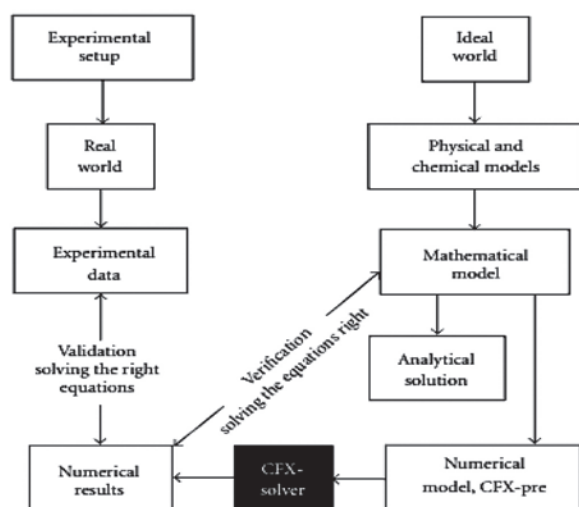 Experimental
setup
Ideal
world
Real
world
Physical and
chemical models
Experimental
data
Mathematical
model
Validation
solving the right
equations
Verification
solving the equations right
Analytical
solution
Numerical
results
CFX-
solver
Numerical
model, CFX-pre